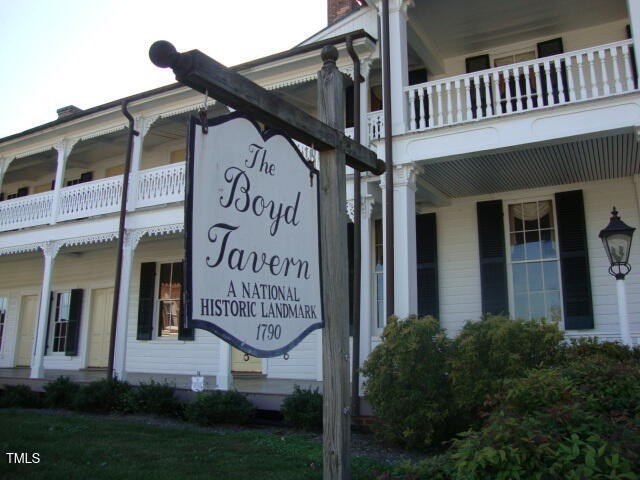 The
Boyd
Tavern
A NATIONAL
HISTORIC LANDMARK
1790
TMLS